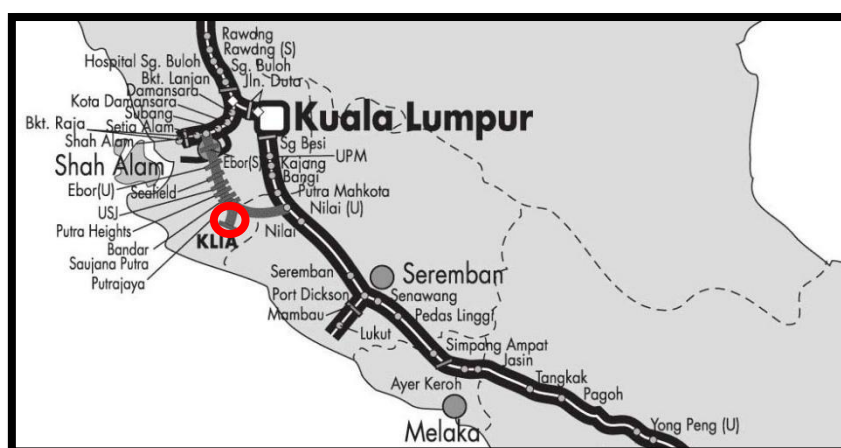 Rawang
Rawang (S)
Hospital Sg. Buloh
Sg. Buloh
Bkt. Lanjan
Jln. Duta
Damansara
Kota Damansara
Subang
Kuala Lumpur
Bkt. Raja
Setia Alam
Shah Alam
Sg Besi
UPM
Shah Alam
Ebor(S)
Kajang
Bangi
Ebor(U)
Seafield
Putra Mahkota
USJ
Nilai (U)
Putra Heights
Nilai
KLIA
Bandar
Saujana Putra
Putrajaya
Seremban
Seremban
Port Dickson
Senawang
Mambau
Pedas Linggi
Lukut
Simpang Ampat
Jasin
Ayer Keroh
Tangkak
Pagoh
Melaka
Yong Peng (U)